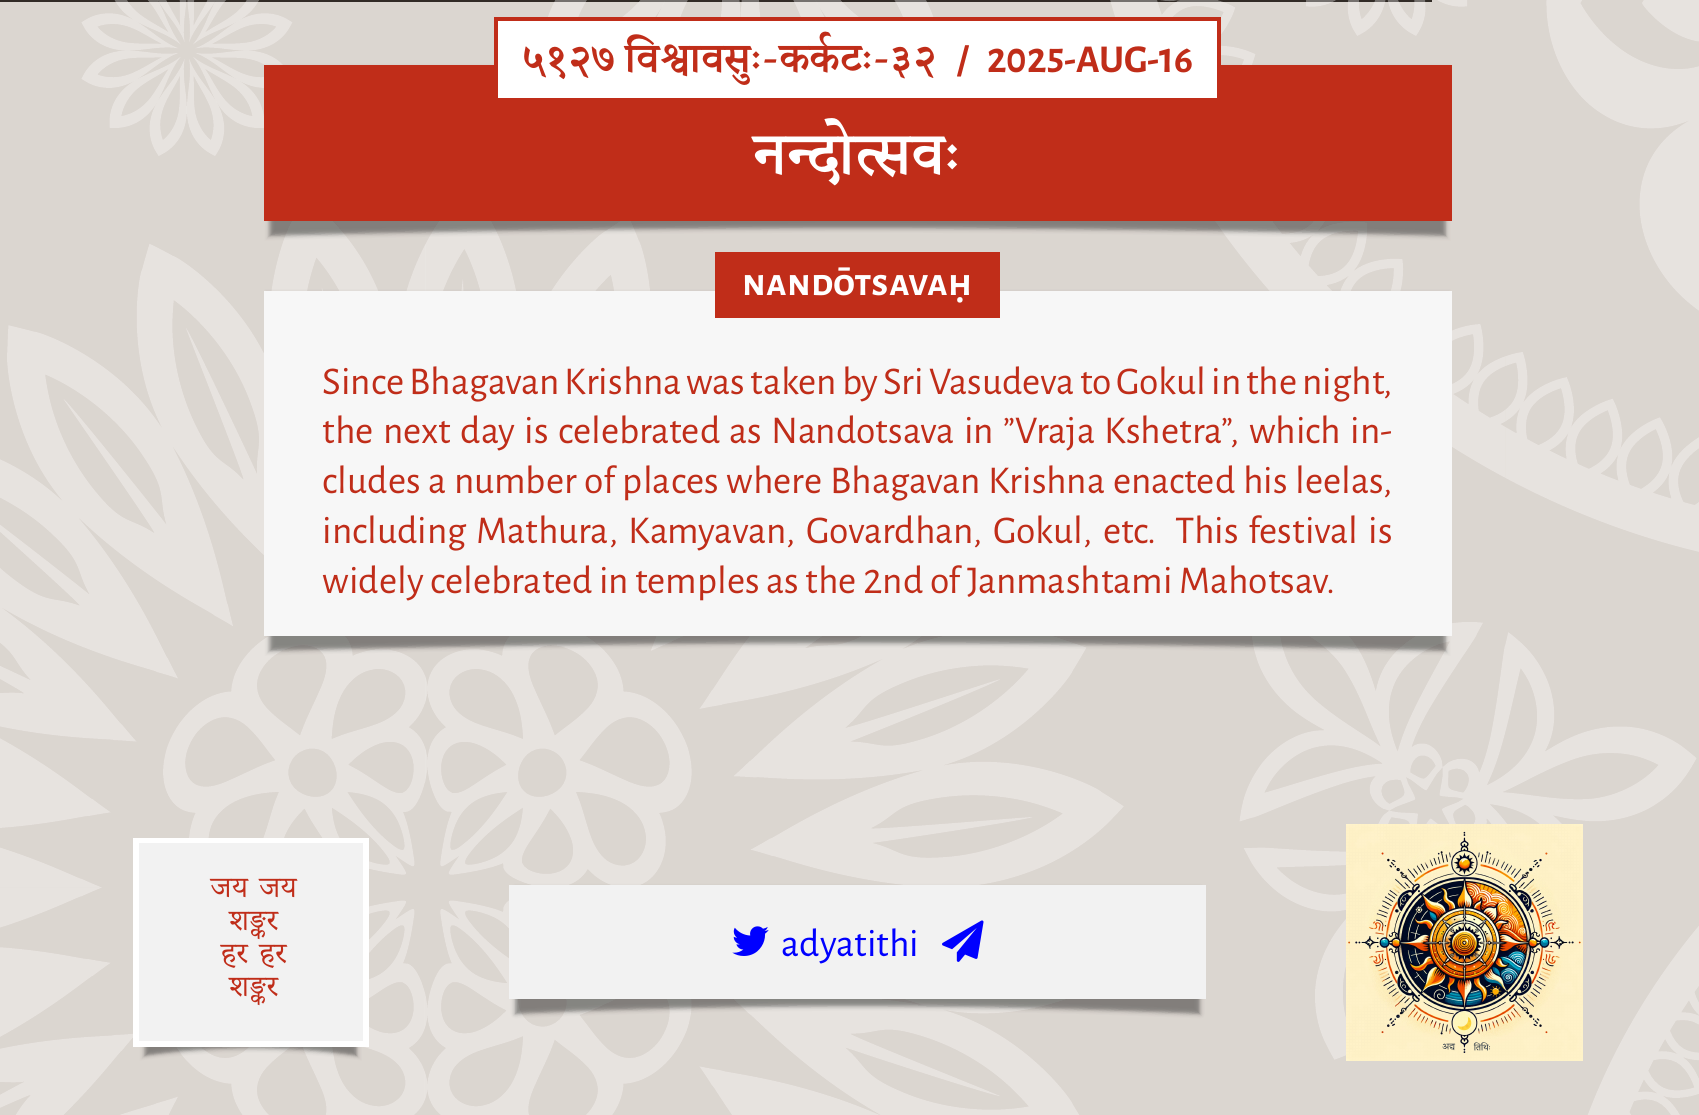 ५१२७ विश्वावसुः-कर्कटः-३२ / 2025-AUG-16
नन्दोत्सवः
NANDŌTSAVAḤ
Since Bhagavan Krishna was taken by Sri Vasudeva to Gokul in the night,
the next day is celebrated as Nandotsava in ”Vraja Kshetra”, which in-
cludes a number of places where Bhagavan Krishna enacted his leelas,
including Mathura, Kamyavan, Govardhan, Gokul, etc. This festival is
widely celebrated in temples as the 2nd of Janmashtami Mahotsav.
जय जय
शङ्कर
हर हर
शङ्कर
adyatithi
अद्य तिथिः